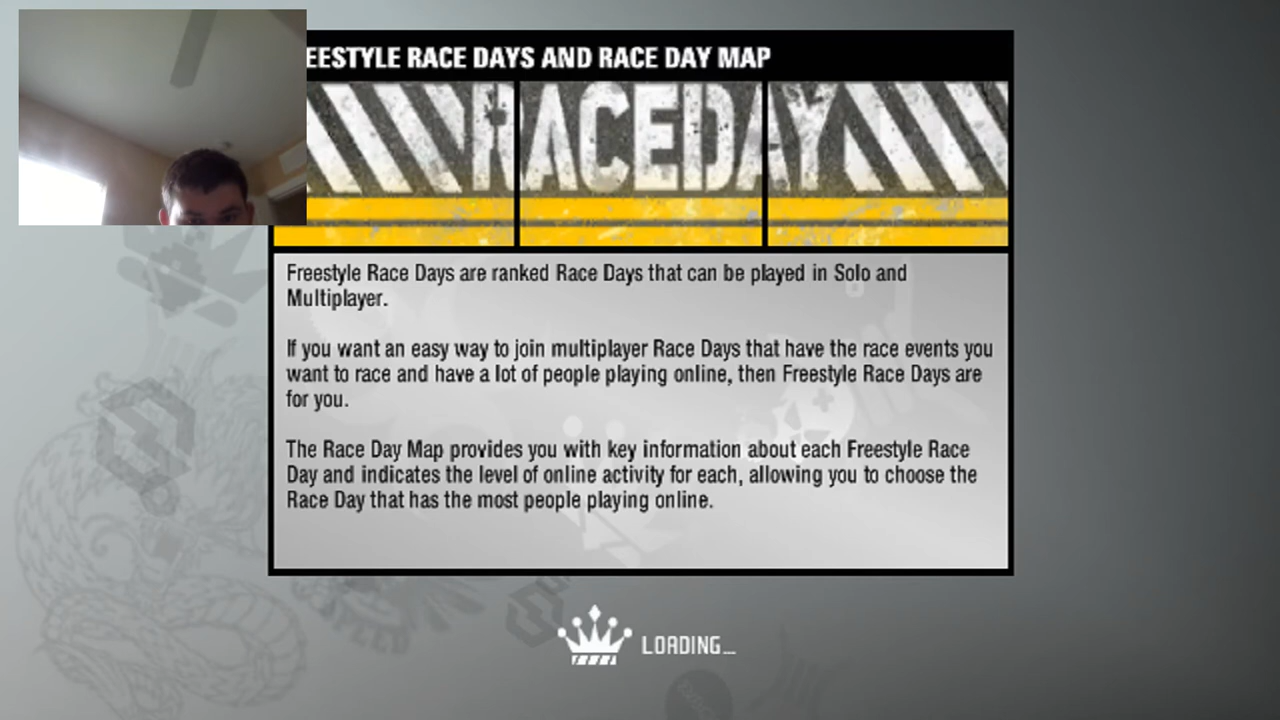 EESTYLE RACE DAYS AND RACE DAY MAP
RACEDAY
Freestyle Race Days are ranked Race Days that can be played in Solo and
Multiplayer.
If you want an easy way to join multiplayer Race Days that have the race events you
want to race and have a lot of people playing online, then Freestyle Race Days are
for you.
The Race Day Map provides you with key information about each Freestyle Race
Day and indicates the level of online activity for each, allowing you to choose the
Race Day that has the most people playing online.
LOADING...